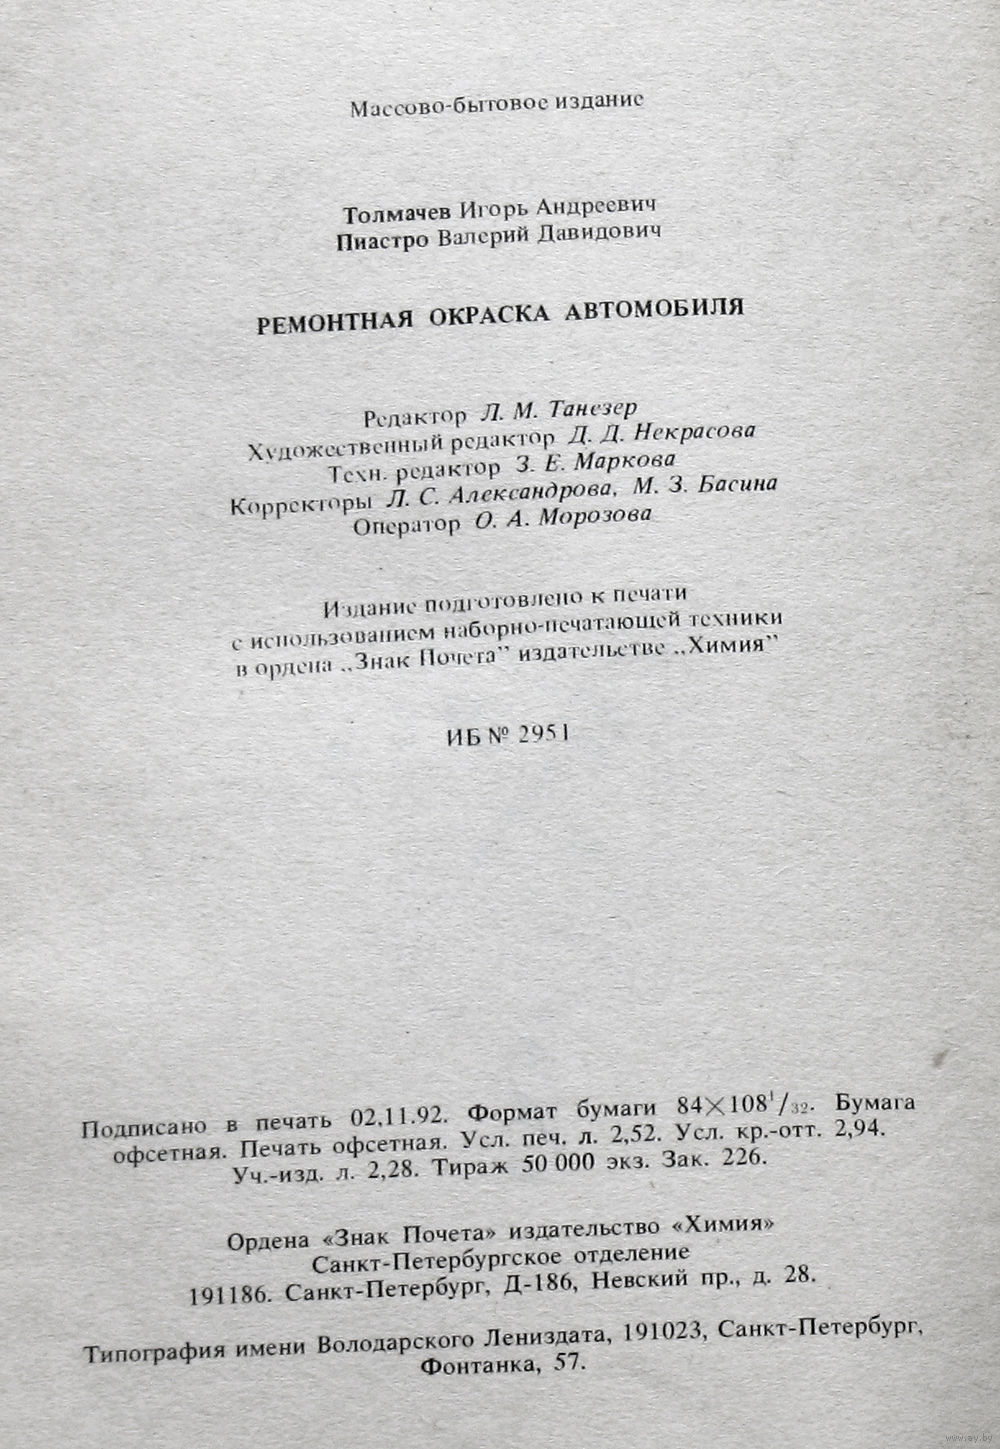 Массово-бытовое издание
Толмачев Игорь Андреевич
Пиастро Валерий Давидович
РЕМОНТНАЯ ОКРАСКА АВТОМОБИЛЯ
Редактор Л. М. Танезер
Художественный редактор Д. Д. Некрасова
Техн. редактор З. Е. Маркова
Корректоры Л. С. Александрова, М. З. Басина
Оператор О. А. Морозова
Издание подготовлено к печати
с использованием наборно-печатающей техники
в ордена „Знак Почета” издательстве „Химия”
ИБ № 2951
Подписано в печать 02.11.92. Формат бумаги 84×108¹/₃₂. Бумага
офсетная. Печать офсетная. Усл. печ. л. 2,52. Усл. кр.-отт. 2,94.
Уч.-изд. л. 2,28. Тираж 50 000 экз. Зак. 226.
Ордена «Знак Почета» издательство «Химия»
Санкт-Петербургское отделение
191186. Санкт-Петербург, Д-186, Невский пр., д. 28.
Типография имени Володарского Лениздата, 191023, Санкт-Петербург,
Фонтанка, 57.
www.ay.by